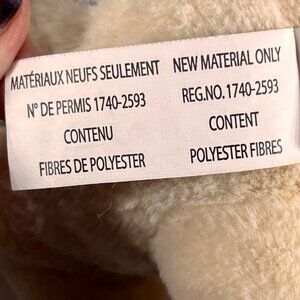 MATÉRIAUX NEUFS SEULEMENT
N° DE PERMIS 1740-2593
CONTENU
FIBRES DE POLYESTER
NEW MATERIAL ONLY
REG.NO. 1740-2593
CONTENT
POLYESTER FIBRES